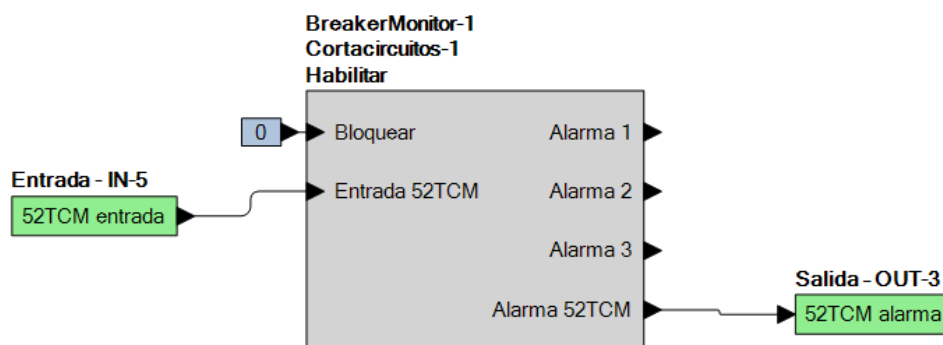 BreakerMonitor-1
Cortacircuitos-1
Habilitar
0
Bloquear
Alarma 1
Entrada - IN-5
52TCM entrada
Entrada 52TCM
Alarma 2
Alarma 3
Alarma 52TCM
Salida - OUT-3
52TCM alarma